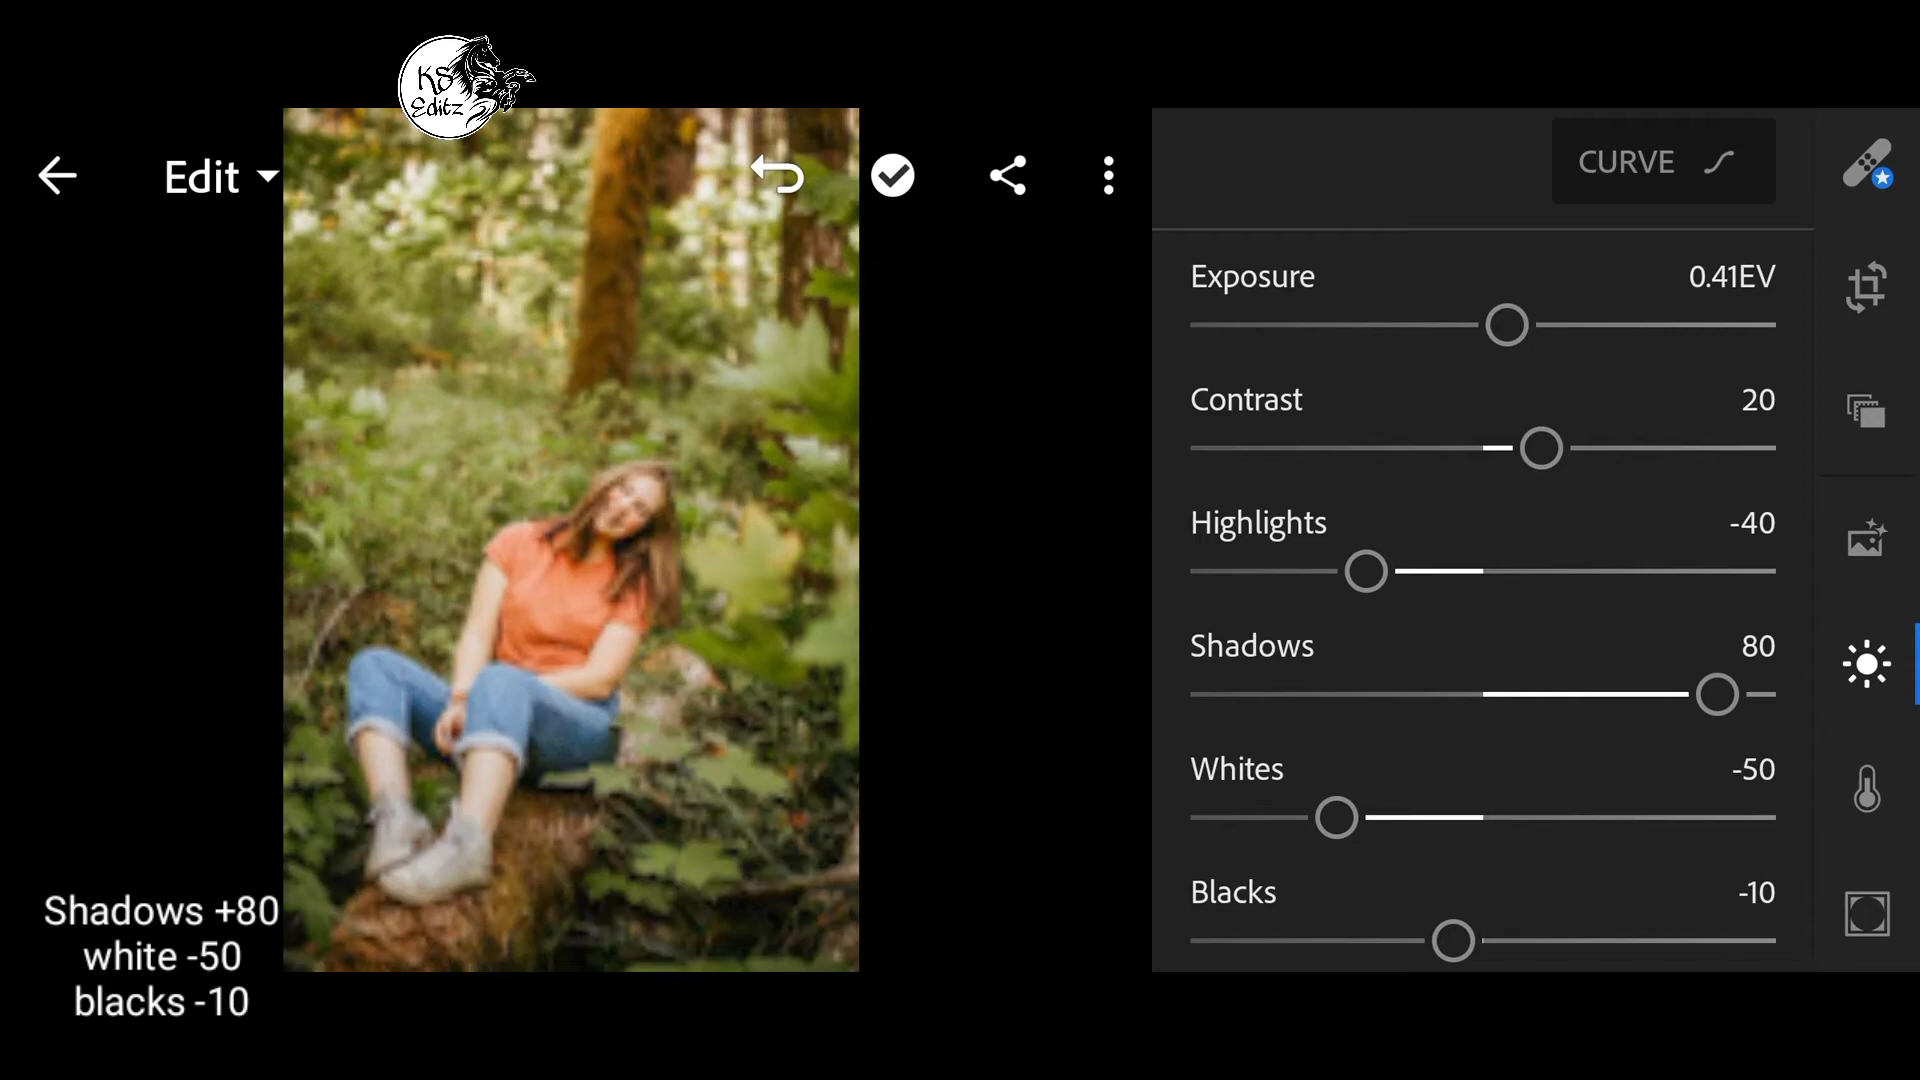 KS
Editz
Edit
CURVE
Exposure 0.41EV
Contrast 20
Highlights -40
Shadows 80
Whites -50
Blacks -10
Shadows +80
white -50
blacks -10